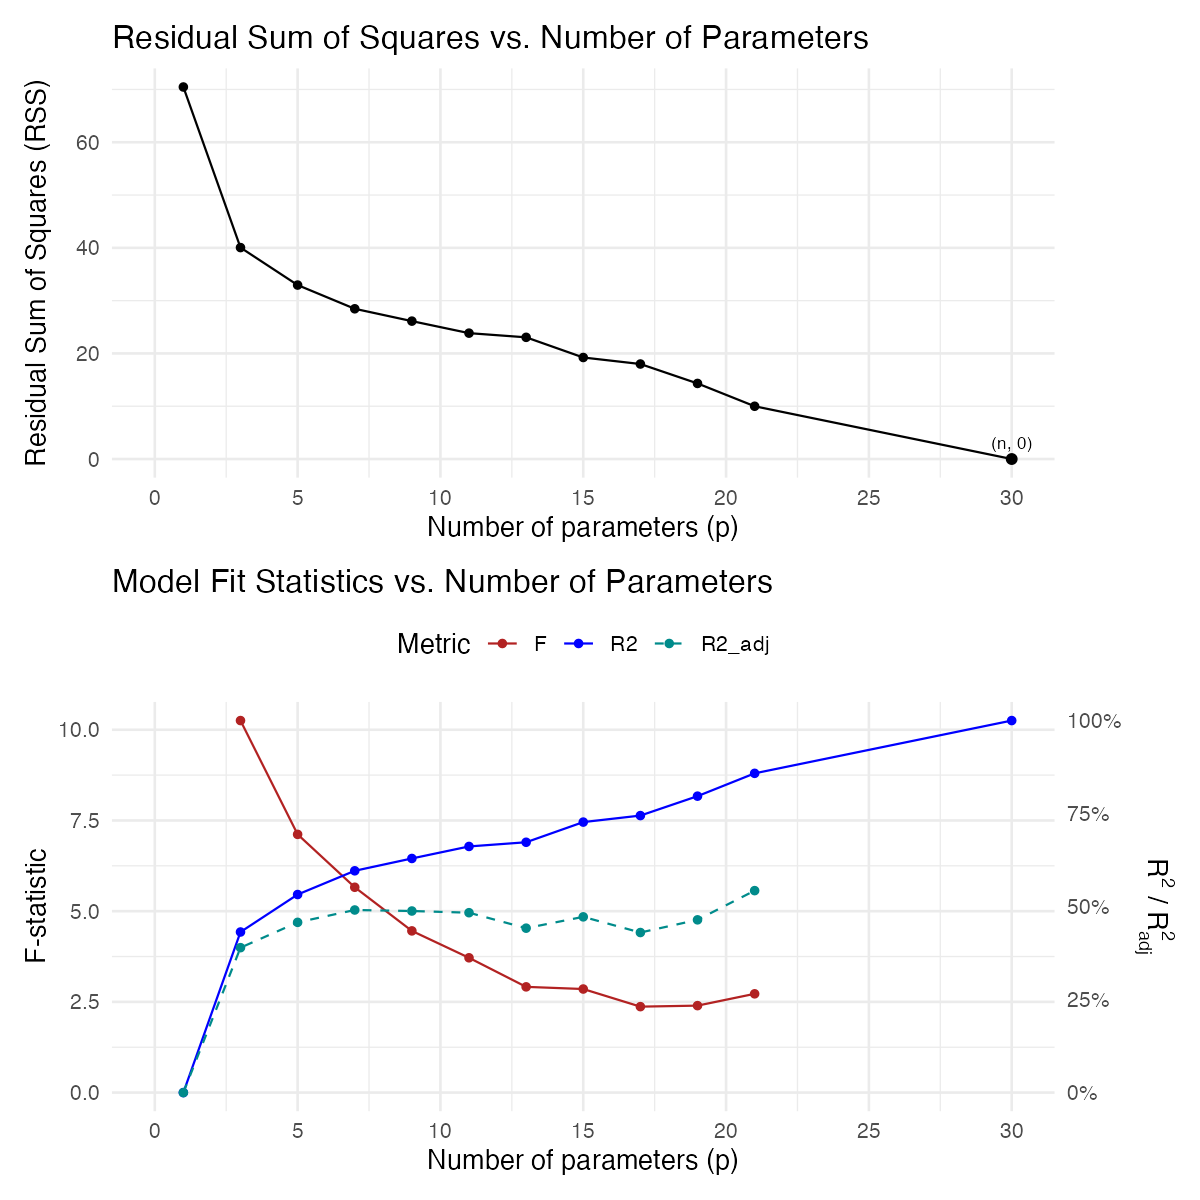 Residual Sum of Squares vs. Number of Parameters
Residual Sum of Squares (RSS)
60
40
20
0
(n, 0)
0 5 10 15 20 25 30
Number of parameters (p)
Model Fit Statistics vs. Number of Parameters
Metric F R2 R2_adj
F-statistic
10.0
7.5
5.0
2.5
0.0
100%
75%
50%
25%
0%
R² / R²adj
0 5 10 15 20 25 30
Number of parameters (p)